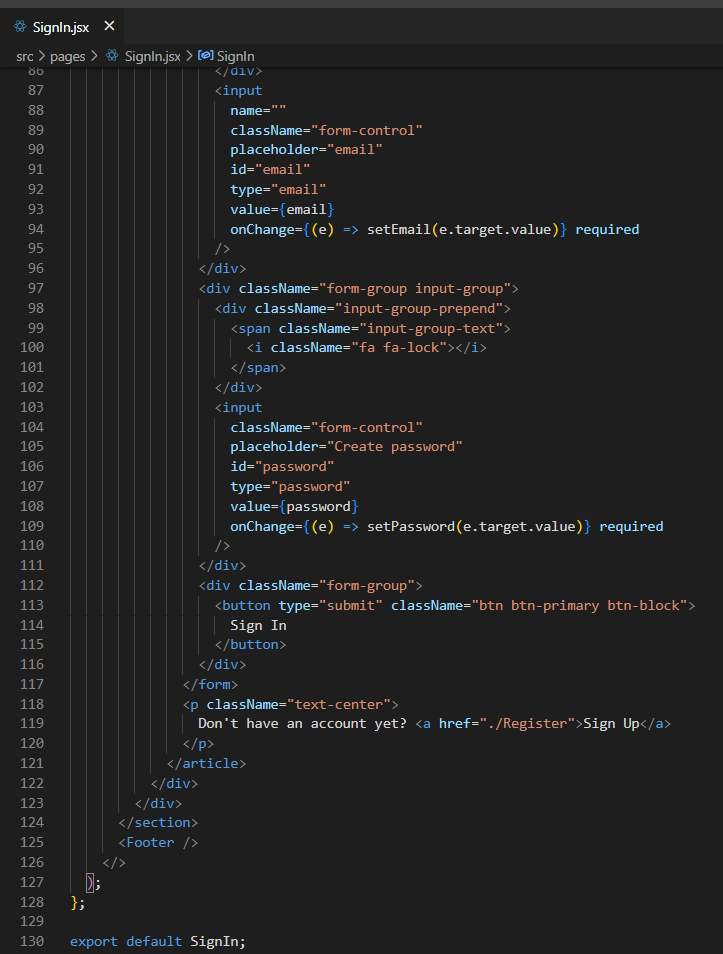 SignIn.jsx ×
src > pages > SignIn.jsx > SignIn
86 </div>
87 <input
88 name=""
89 className="form-control"
90 placeholder="email"
91 id="email"
92 type="email"
93 value={email}
94 onChange={(e) => setEmail(e.target.value)} required
95 />
96 </div>
97 <div className="form-group input-group">
98 <div className="input-group-prepend">
99 <span className="input-group-text">
100 <i className="fa fa-lock"></i>
101 </span>
102 </div>
103 <input
104 className="form-control"
105 placeholder="Create password"
106 id="password"
107 type="password"
108 value={password}
109 onChange={(e) => setPassword(e.target.value)} required
110 />
111 </div>
112 <div className="form-group">
113 <button type="submit" className="btn btn-primary btn-block">
114 Sign In
115 </button>
116 </div>
117 </form>
118 <p className="text-center">
119 Don't have an account yet? <a href="./Register">Sign Up</a>
120 </p>
121 </article>
122 </div>
123 </div>
124 </section>
125 <Footer />
126 </>
127 );
128 };
129
130 export default SignIn;